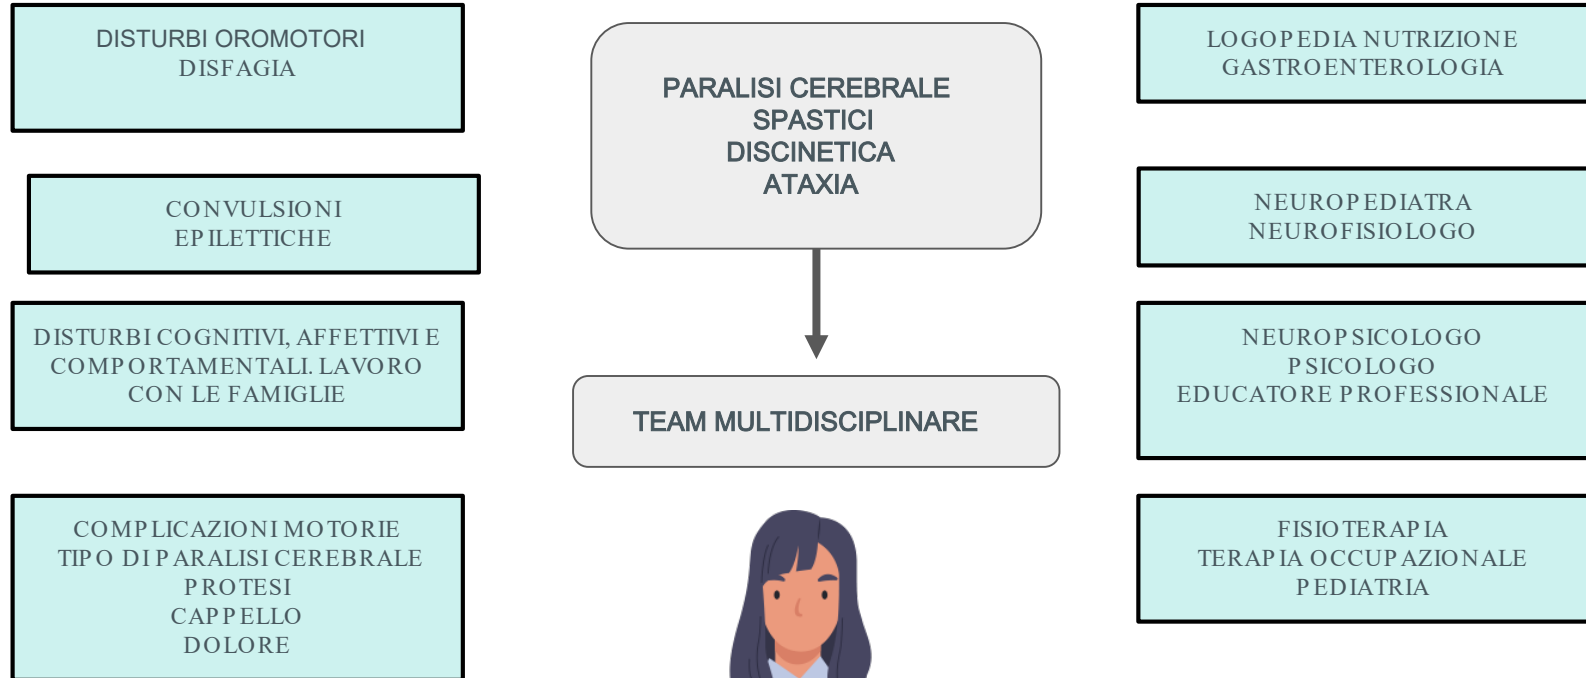 DISTURBI OROMOTORI
DISFAGIA
CONVULSIONI
EPILETTICHE
DISTURBI COGNITIVI, AFFETTIVI E
COMPORTAMENTALI. LAVORO
CON LE FAMIGLIE
COMPLICAZIONI MOTORIE
TIPO DI PARALISI CEREBRALE
PROTESI
CAPPELLO
DOLORE
PARALISI CEREBRALE
SPASTICI
DISCINETICA
ATAXIA
TEAM MULTIDISCIPLINARE
LOGOPEDIA NUTRIZIONE
GASTROENTEROLOGIA
NEUROPEDIATRA
NEUROFISIOLOGO
NEUROPSICOLOGO
PSICOLOGO
EDUCATORE PROFESSIONALE
FISIOTERAPIA
TERAPIA OCCUPAZIONALE
PEDIATRIA